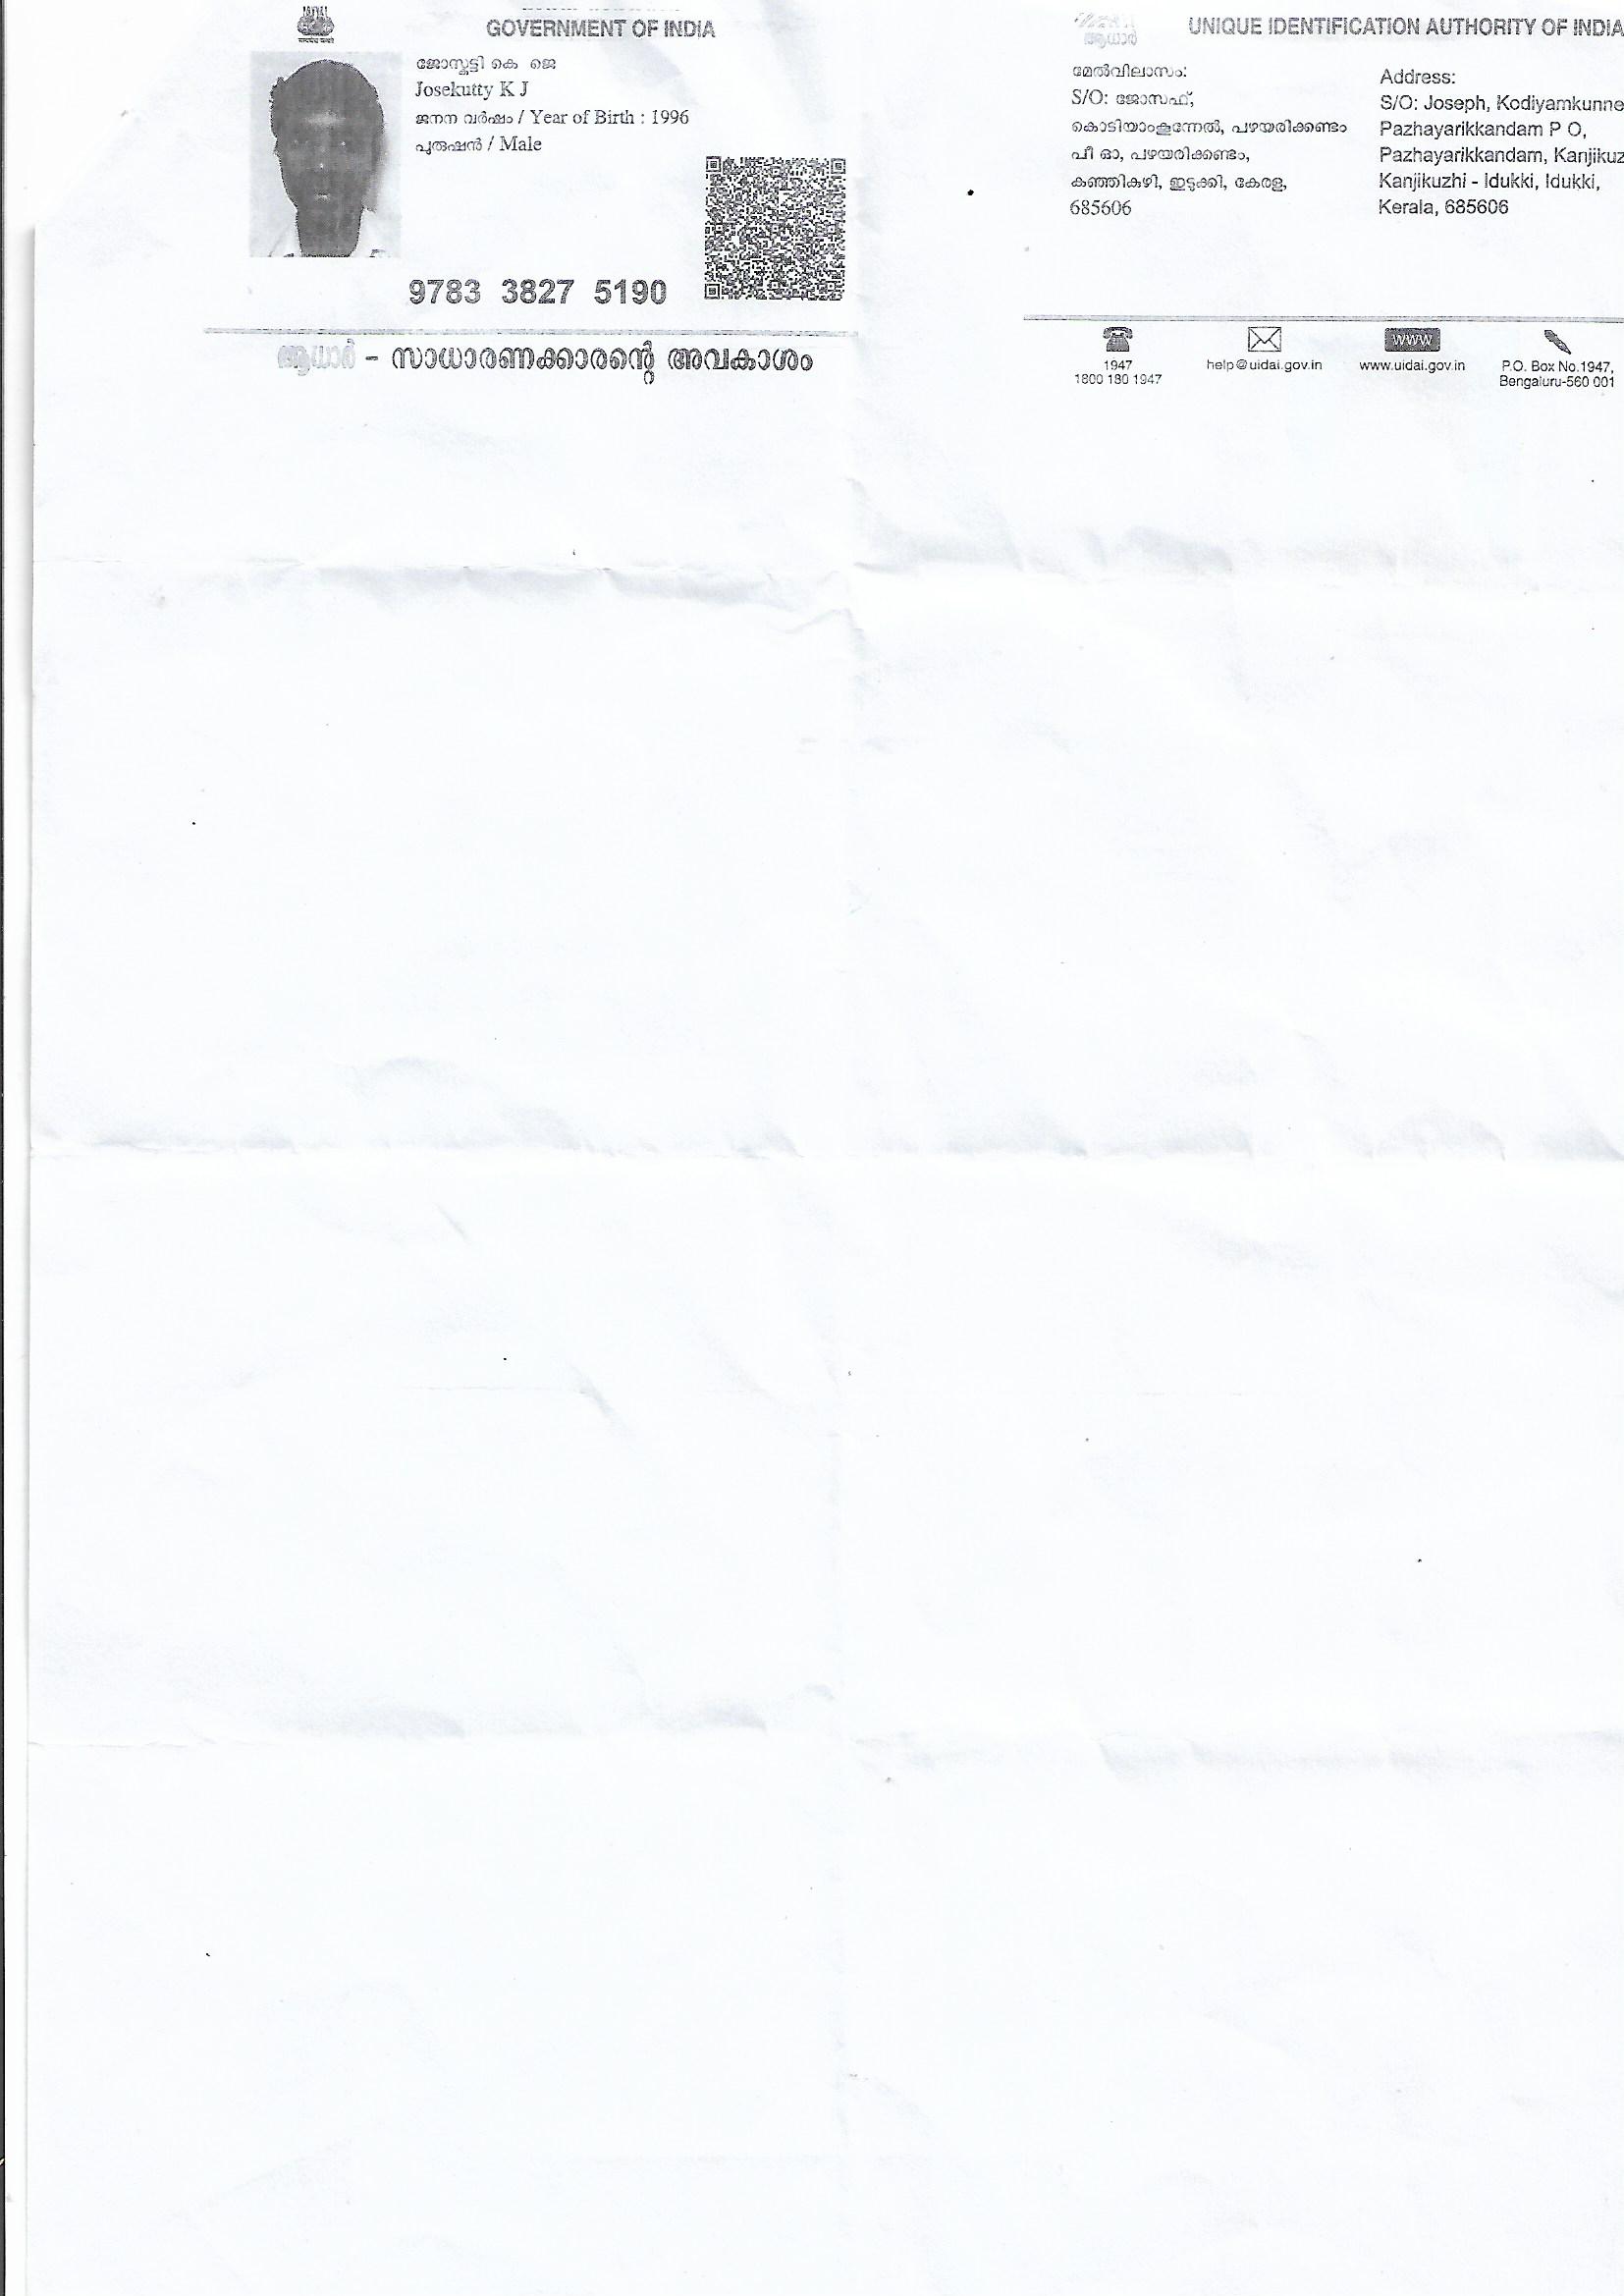 GOVERNMENT OF INDIA
ജോസുട്ടി കെ ജെ
Josekutty K J
ജനന വർഷം / Year of Birth : 1996
പുരുഷൻ / Male
9783 3827 5190
ആധാർ - സാധാരണക്കാരന്റെ അവകാശം
ആധാർ
UNIQUE IDENTIFICATION AUTHORITY OF INDIA
മേൽവിലാസം:
S/O: ജോസഫ്,
കൊടിയാംകുന്നേൽ, പഴയരിക്കണ്ടം
പി ഓ, പഴയരിക്കണ്ടം,
കഞ്ഞികുഴി, ഇടുക്കി, കേരള,
685606
Address:
S/O: Joseph, Kodiyamkunne
Pazhayarikkandam P O,
Pazhayarikkandam, Kanjikuz
Kanjikuzhi - Idukki, Idukki,
Kerala, 685606
1947
1800 180 1947
help@uidai.gov.in
WWW
www.uidai.gov.in
P.O. Box No.1947,
Bengaluru-560 001